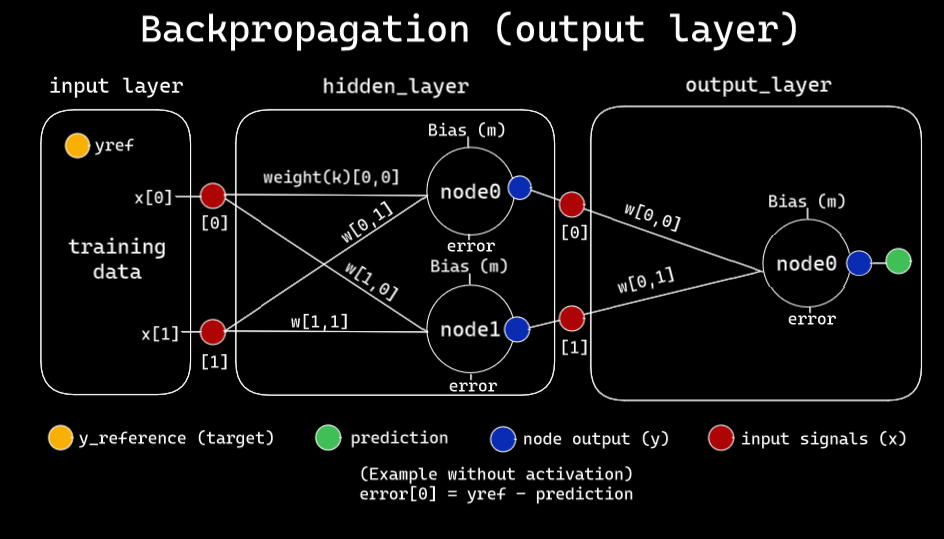 Backpropagation (output layer)
input layer
hidden_layer
output_layer
yref
x[0]
training
data
x[1]
[0]
[1]
weight(k)[0,0]
w[0,1]
w[1,0]
w[1,1]
Bias (m)
node0
error
Bias (m)
node1
error
[0]
[1]
w[0,0]
w[0,1]
Bias (m)
node0
error
y_reference (target)
prediction
node output (y)
input signals (x)
(Example without activation)
error[0] = yref - prediction